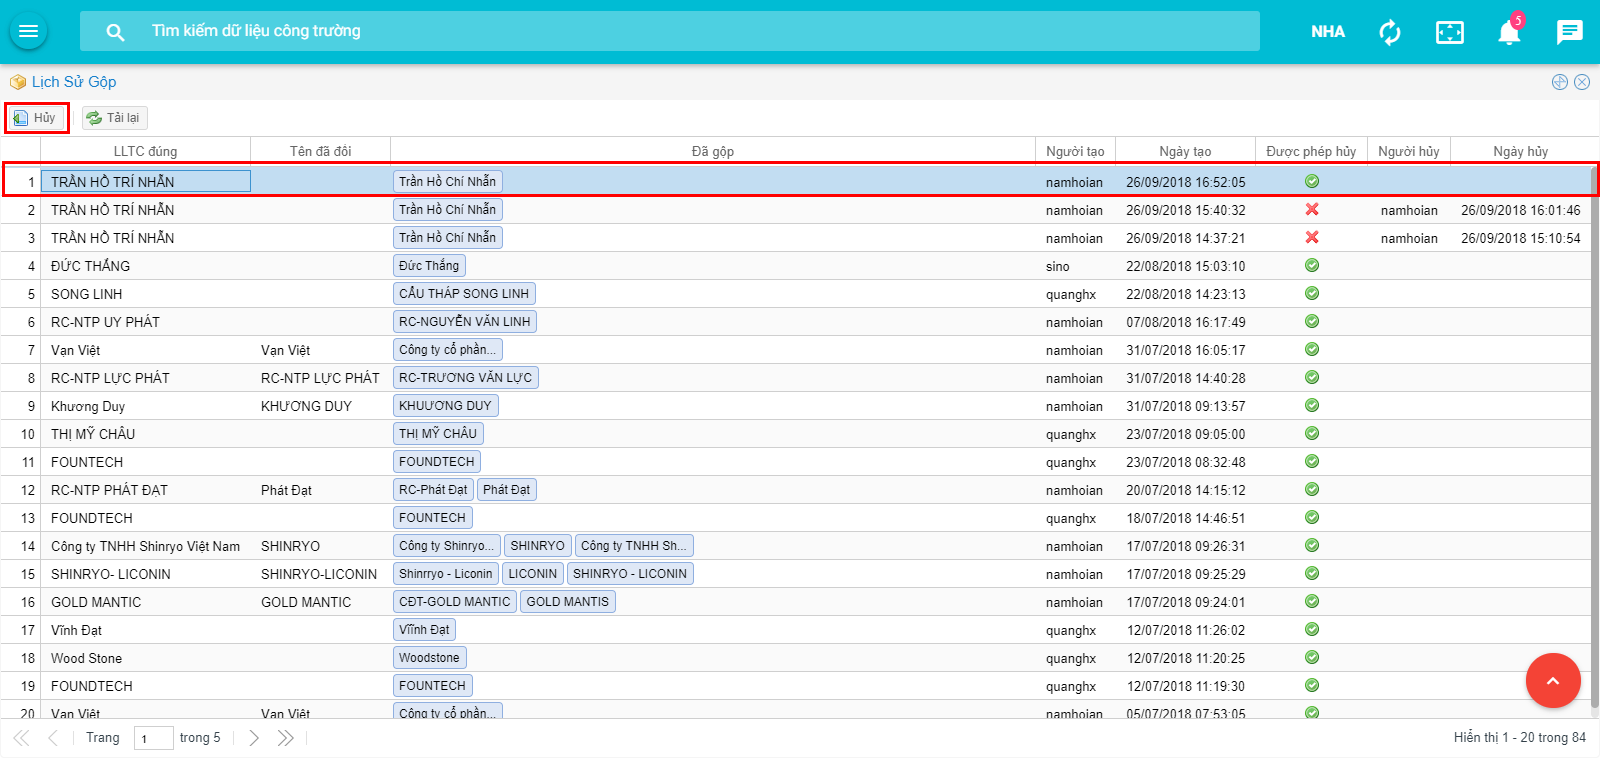 Tìm kiếm dữ liệu công trường NHA 5
Lịch Sử Gộp
Hủy Tải lại
LLTC đúng Tên đã đổi Đã gộp Người tạo Ngày tạo Được phép hủy Người hủy Ngày hủy
1 TRẦN HỒ TRÍ NHẪN Trần Hồ Chí Nhẫn namhoian 26/09/2018 16:52:05
2 TRẦN HỒ TRÍ NHẪN Trần Hồ Chí Nhẫn namhoian 26/09/2018 15:40:32 namhoian 26/09/2018 16:01:46
3 TRẦN HỒ TRÍ NHẪN Trần Hồ Chí Nhẫn namhoian 26/09/2018 14:37:21 namhoian 26/09/2018 15:10:54
4 ĐỨC THẮNG Đức Thắng sino 22/08/2018 15:03:10
5 SONG LINH CẨU THÁP SONG LINH quanghx 22/08/2018 14:23:13
6 RC-NTP UY PHÁT RC-NGUYỄN VĂN LINH namhoian 07/08/2018 16:17:49
7 Vạn Việt Vạn Việt Công ty cổ phần... namhoian 31/07/2018 16:05:17
8 RC-NTP LỰC PHÁT RC-NTP LỰC PHÁT RC-TRƯƠNG VĂN LỰC namhoian 31/07/2018 14:40:28
9 Khương Duy KHƯƠNG DUY KHUƯƠNG DUY namhoian 31/07/2018 09:13:57
10 THỊ MỸ CHÂU THỊ MỸ CHÂU quanghx 23/07/2018 09:05:00
11 FOUNTECH FOUNDTECH quanghx 23/07/2018 08:32:48
12 RC-NTP PHÁT ĐẠT Phát Đạt RC-Phát Đạt Phát Đạt namhoian 20/07/2018 14:15:12
13 FOUNDTECH FOUNTECH quanghx 18/07/2018 14:46:51
14 Công ty TNHH Shinryo Việt Nam SHINRYO Công ty Shinryo... SHINRYO Công ty TNHH Sh... namhoian 17/07/2018 09:26:31
15 SHINRYO- LICONIN SHINRYO-LICONIN Shinrryo - Liconin LICONIN SHINRYO - LICONIN namhoian 17/07/2018 09:25:29
16 GOLD MANTIC GOLD MANTIC CĐT-GOLD MANTIC GOLD MANTIS namhoian 17/07/2018 09:24:01
17 Vĩnh Đạt Vĩĩnh Đạt quanghx 12/07/2018 11:26:02
18 Wood Stone Woodstone quanghx 12/07/2018 11:20:25
19 FOUNDTECH FOUNTECH quanghx 12/07/2018 11:19:30
20 Vạn Việt Vạn Việt Công ty cổ phần... namhoian 05/07/2018 07:53:05
Trang 1 trong 5 Hiển thị 1 - 20 trong 84